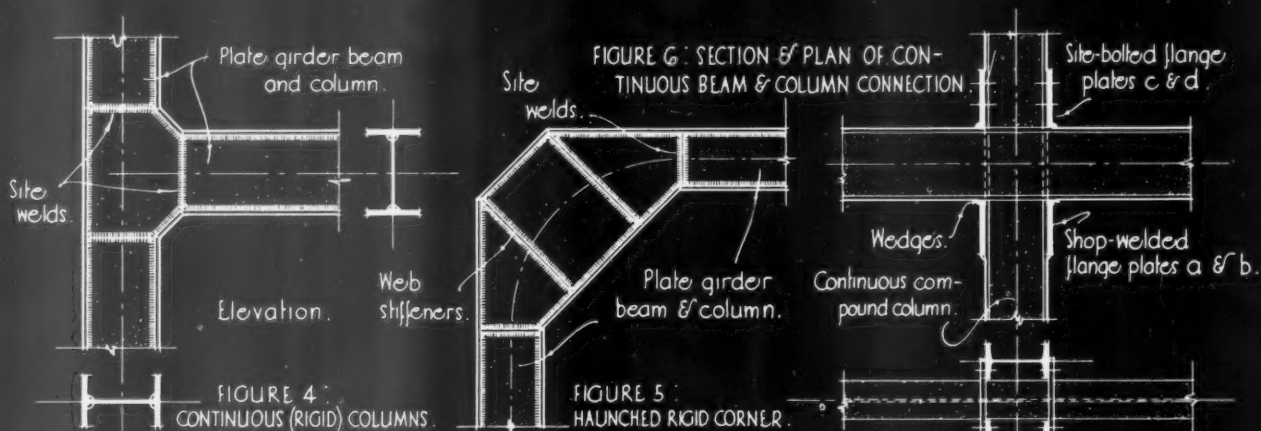 Plate girder beam
and column.
Site
welds.
Elevation.
FIGURE 4 :
CONTINUOUS (RIGID) COLUMNS.
Site
welds.
Web
stiffeners.
Plate girder
beam & column.
FIGURE 5 :
HAUNCHED RIGID CORNER.
FIGURE 6 : SECTION & PLAN OF CON-
TINUOUS BEAM & COLUMN CONNECTION.
Site-bolted flange
plates c & d.
Wedges.
Shop-welded
flange plates a & b.
Continuous com-
pound column.